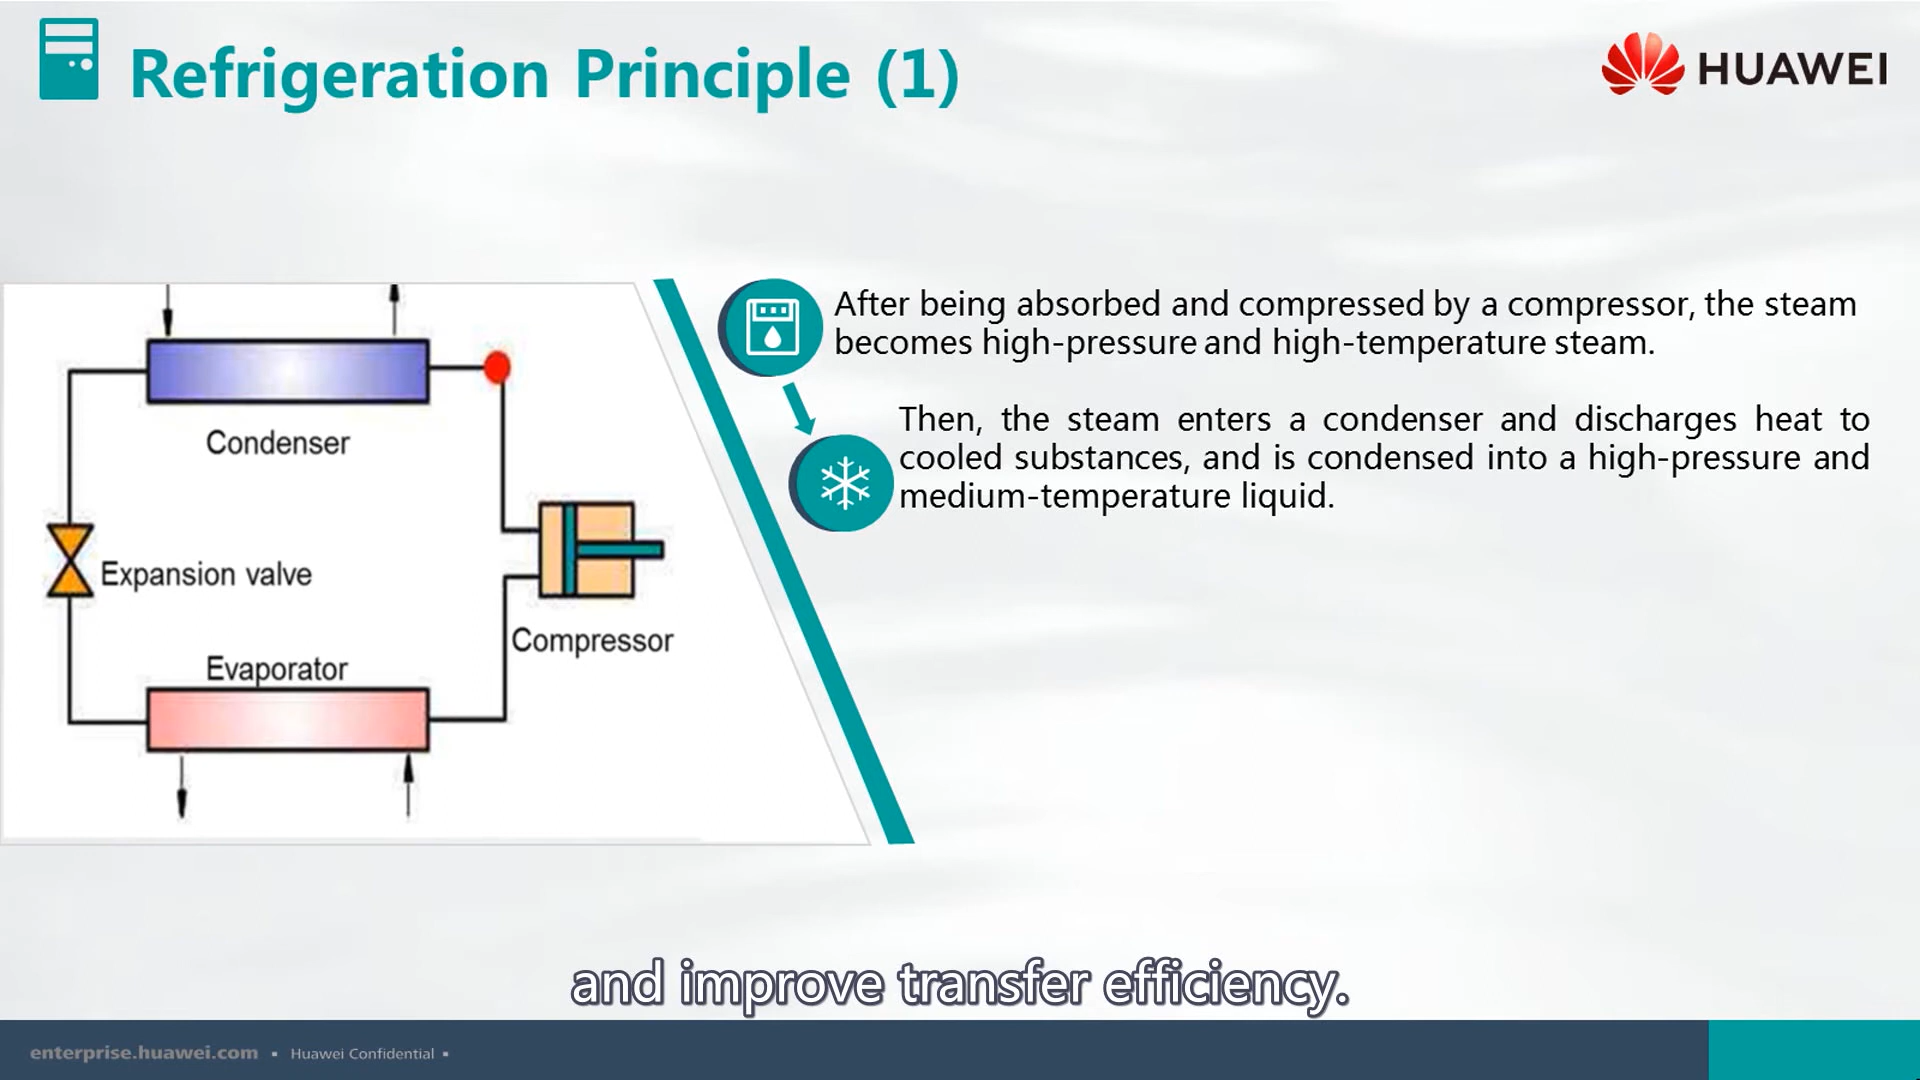 Refrigeration Principle (1)
HUAWEI
After being absorbed and compressed by a compressor, the steam
becomes high-pressure and high-temperature steam.
Then, the steam enters a condenser and discharges heat to
cooled substances, and is condensed into a high-pressure and
medium-temperature liquid.
Condenser
Expansion valve
Compressor
Evaporator
and improve transfer efficiency.
enterprise.huawei.com ▪ Huawei Confidential ▪